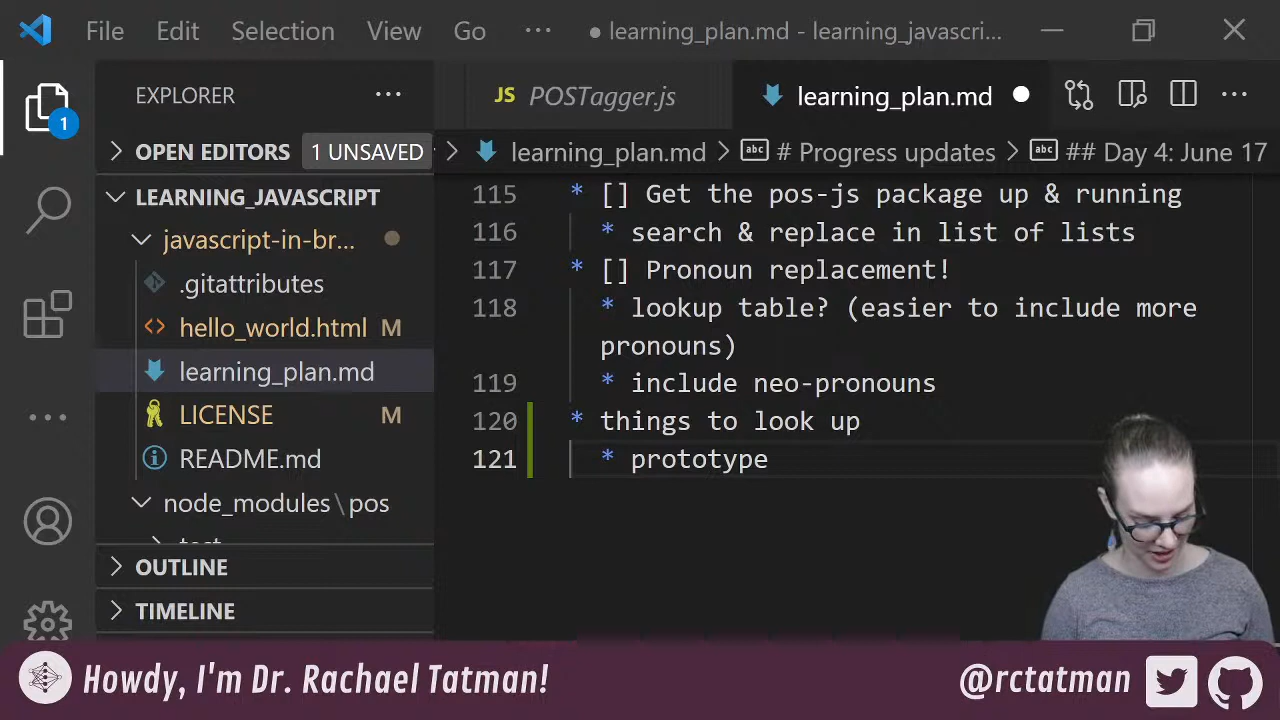 File Edit Selection View Go ··· ● learning_plan.md - learning_javascri...
EXPLORER
JS POSTagger.js
learning_plan.md
OPEN EDITORS 1 UNSAVED
learning_plan.md > abc # Progress updates > abc ## Day 4: June 17
LEARNING_JAVASCRIPT
javascript-in-br...
.gitattributes
<> hello_world.html M
learning_plan.md
LICENSE M
README.md
node_modules\pos
OUTLINE
TIMELINE
1
115 * [] Get the pos-js package up & running
116 * search & replace in list of lists
117 * [] Pronoun replacement!
118 * lookup table? (easier to include more
pronouns)
119 * include neo-pronouns
120 * things to look up
121 * prototype
Howdy, I'm Dr. Rachael Tatman!
@rctatman